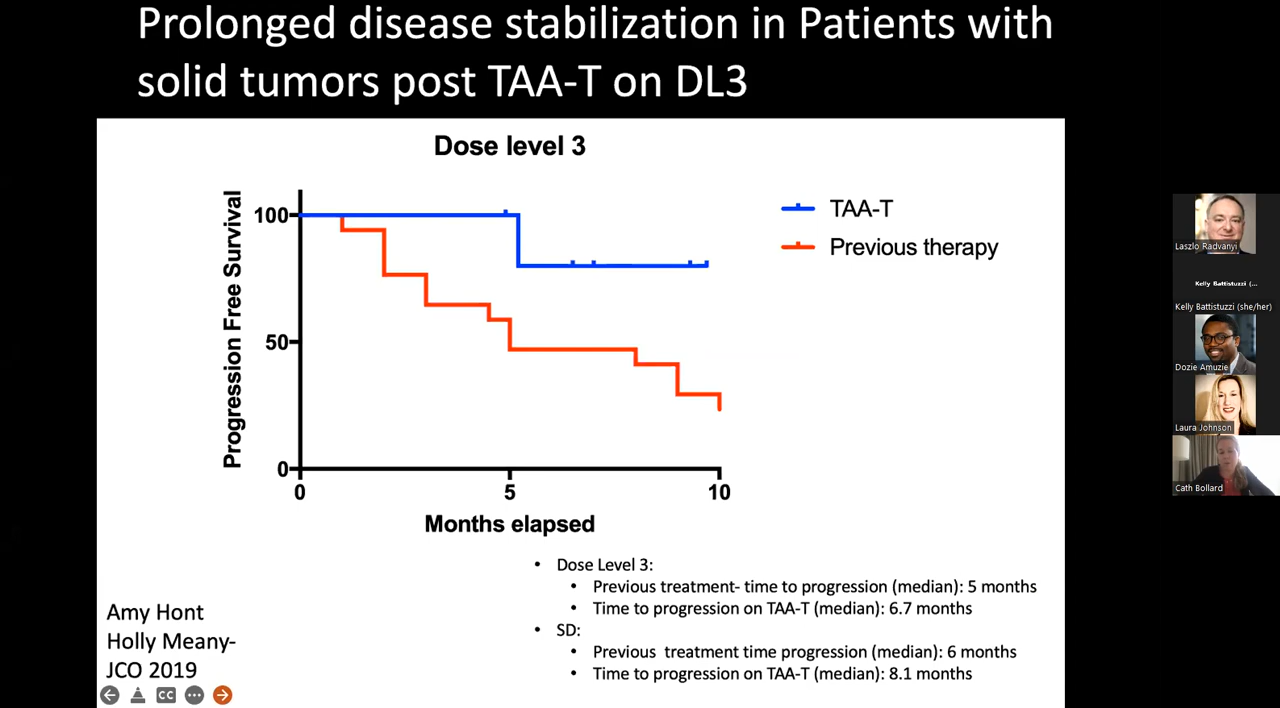 Prolonged disease stabilization in Patients with
solid tumors post TAA-T on DL3
Dose level 3
Progression Free Survival
100
50
0
0
5
10
Months elapsed
TAA-T
Previous therapy
• Dose Level 3:
• Previous treatment- time to progression (median): 5 months
• Time to progression on TAA-T (median): 6.7 months
• SD:
• Previous treatment time progression (median): 6 months
• Time to progression on TAA-T (median): 8.1 months
Amy Hont
Holly Meany-
JCO 2019
CC
Laszlo Radvanyi
Kelly Battistuzzi (...
Kelly Battistuzzi (she/her)
Dozie Amuzie
Laura Johnson
Cath Bollard